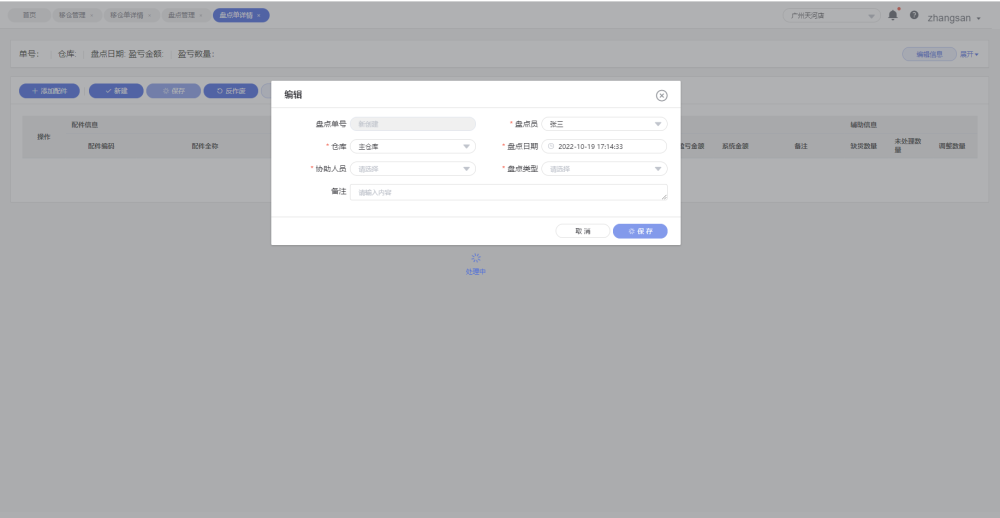 首页 移仓管理 × 移仓单详细 × 盘点管理 × 盘点单详细 × 广州天河店 zhangsan
单号： 仓库: 盘点日期: 盈亏金额: 盈亏数量： 编辑信息 展开
+ 添加配件 新建 保存 反作废
配件信息 辅助信息
操作
配件编码 配件全称 亏金额 系统金额 备注 缺货数量 未处理数量 调整数量
编辑
盘点单号 新创建 * 盘点员 张三
* 仓库 主仓库 * 盘点日期 2022-10-19 17:14:33
* 协助人员 请选择 * 盘点类型 请选择
备注 请输入内容
取消 保存
处理中